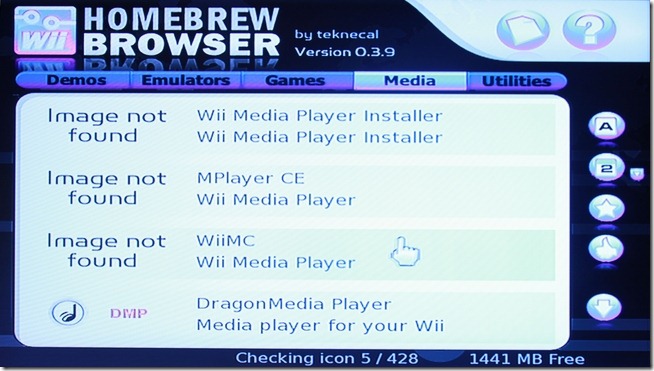 Wii
HOMEBREW
BROWSER
by teknecal
Version 0.3.9
Demos
Emulators
Games
Media
Utilities
Image not
found
Wii Media Player Installer
Wii Media Player Installer
Image not
found
MPlayer CE
Wii Media Player
Image not
found
WiiMC
Wii Media Player
DMP
DragonMedia Player
Media player for your Wii
A
2
Checking icon 5 / 428
1441 MB Free